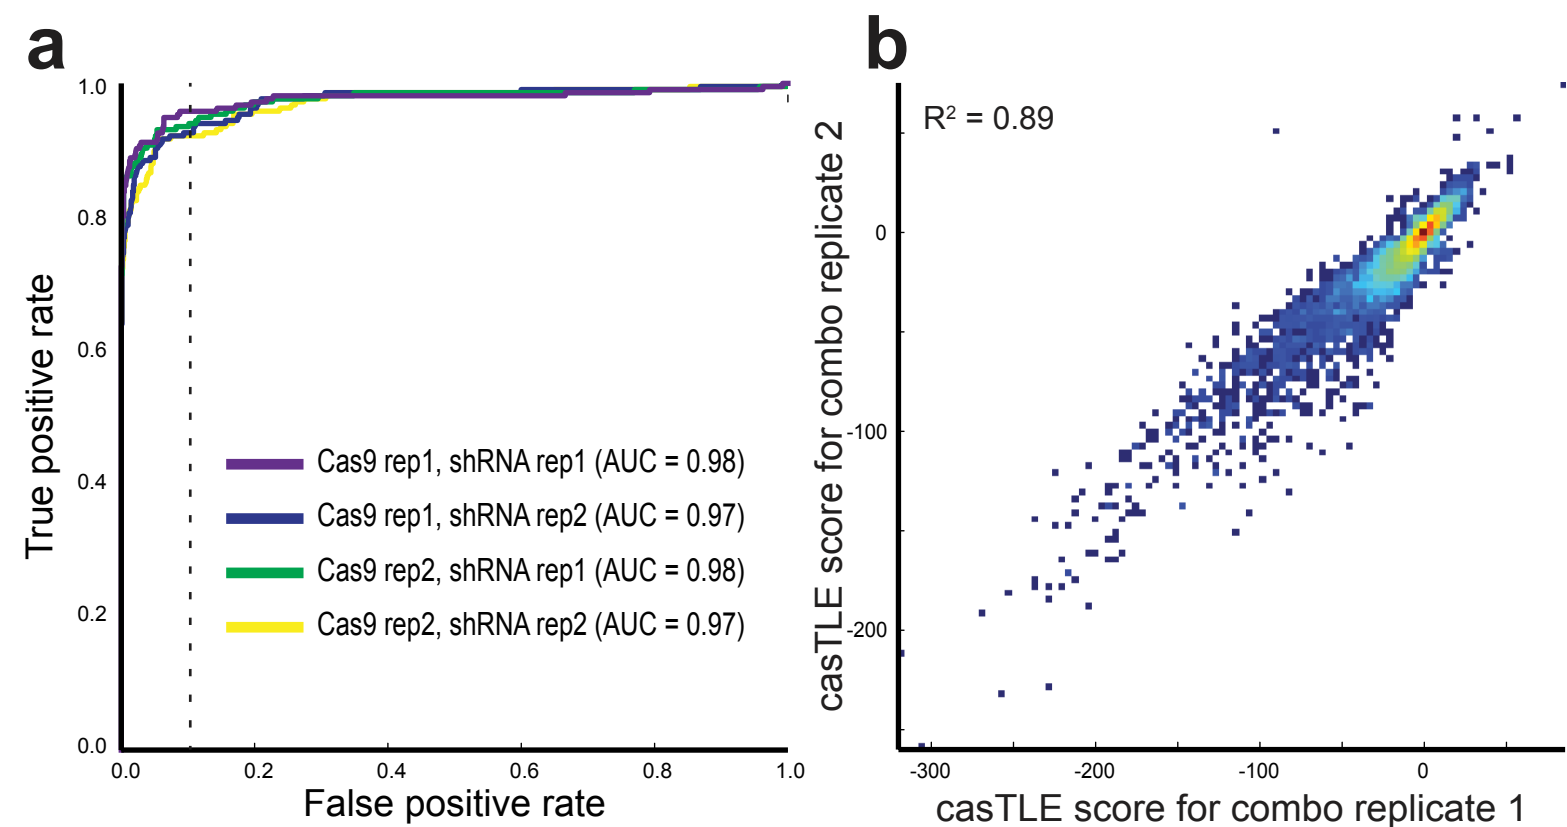 a
1.0
0.8
0.6
0.4
0.2
0.0
True positive rate
Cas9 rep1, shRNA rep1 (AUC = 0.98)
Cas9 rep1, shRNA rep2 (AUC = 0.97)
Cas9 rep2, shRNA rep1 (AUC = 0.98)
Cas9 rep2, shRNA rep2 (AUC = 0.97)
0.0 0.2 0.4 0.6 0.8 1.0
False positive rate
b
R² = 0.89
casTLE score for combo replicate 2
0
-100
-200
-300 -200 -100 0
casTLE score for combo replicate 1